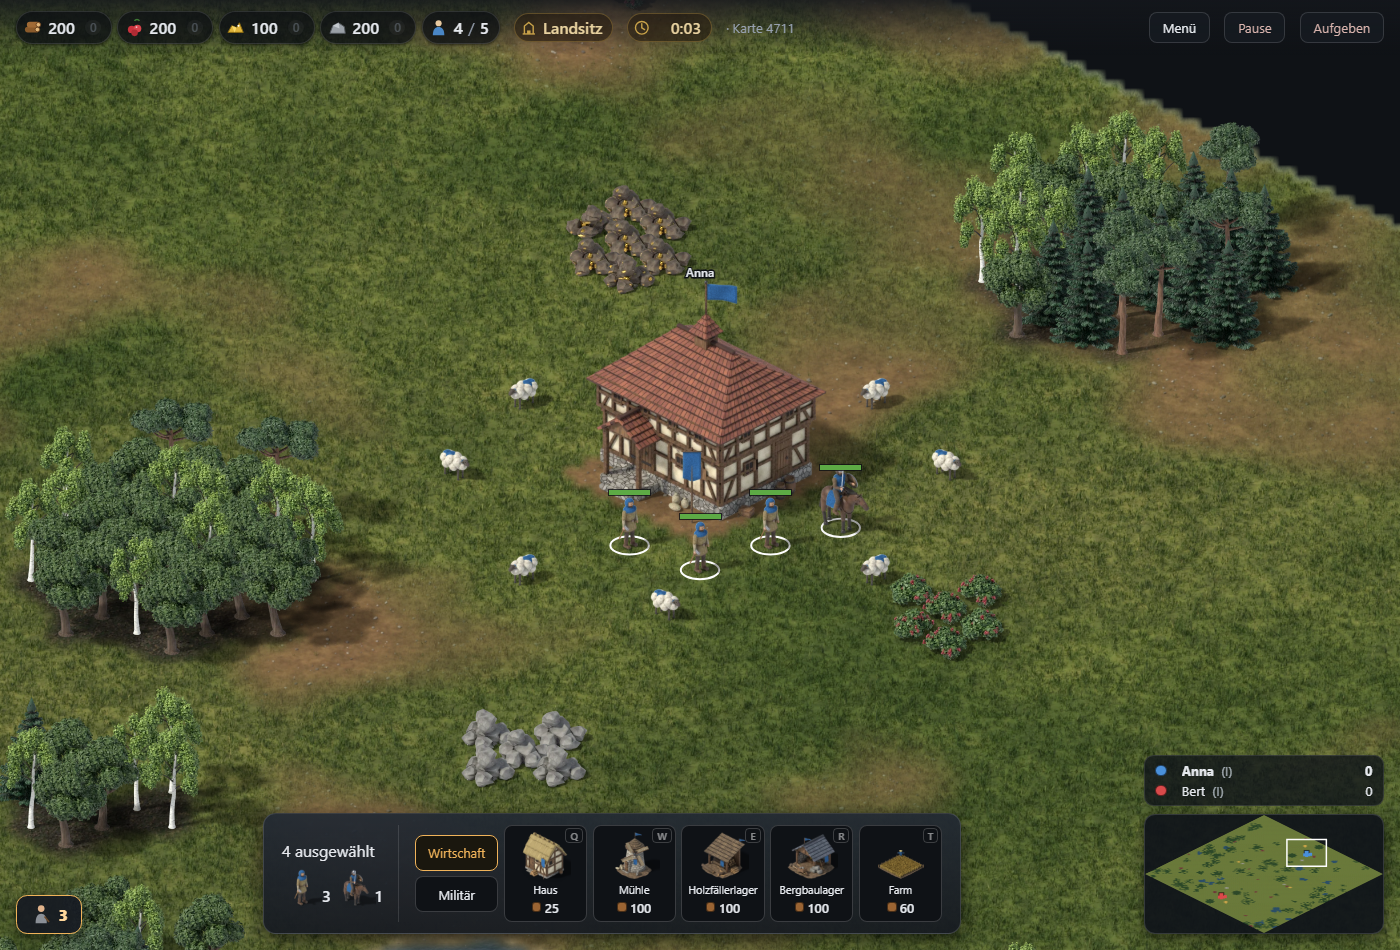 200 0 200 0 100 0 200 0 4 / 5 Landsitz 0:03 · Karte 4711 Menü Pause Aufgeben
Anna
Anna (I) 0
Bert (I) 0
4 ausgewählt
3 1
Wirtschaft
Militär
Q
Haus
25
W
Mühle
100
E
Holzfällerlager
100
R
Bergbaulager
100
T
Farm
60
3